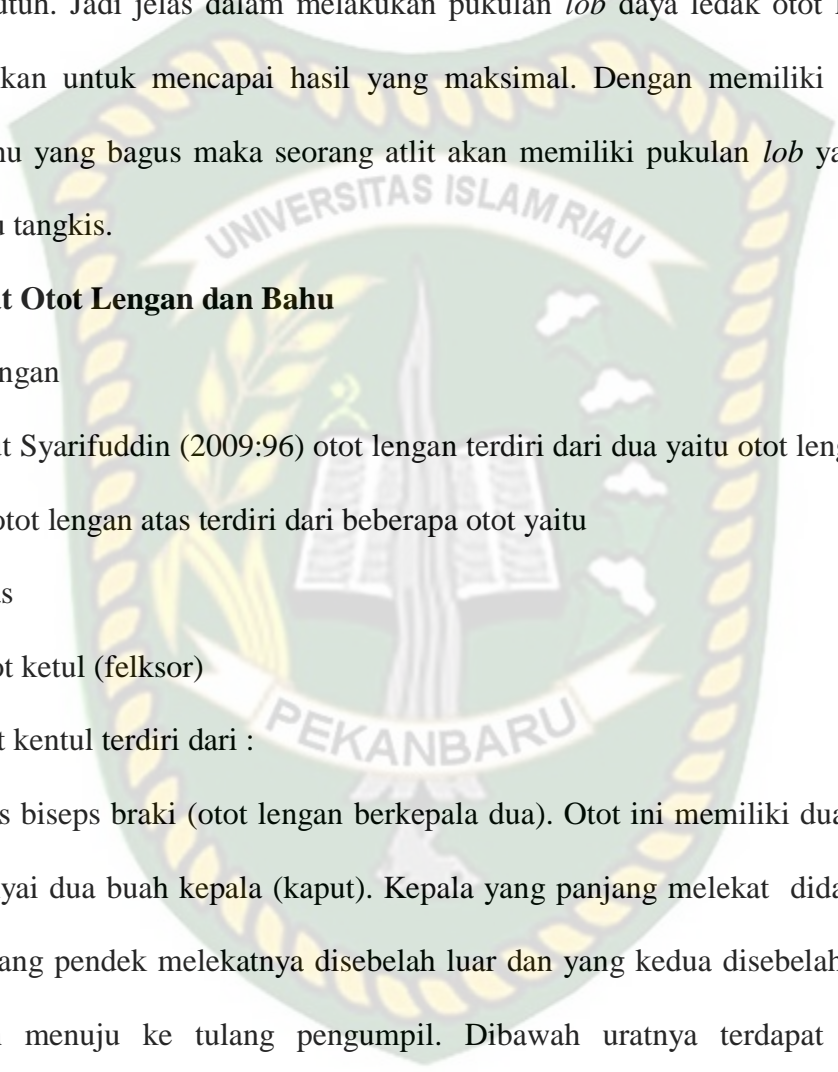 utuh. Jadi jelas dalam melakukan pukulan lob daya ledak otot
kan untuk mencapai hasil yang maksimal. Dengan memiliki
u yang bagus maka seorang atlit akan memiliki pukulan lob
tangkis.
UNIVERSITAS ISLAM RIAU
t Otot Lengan dan Bahu
ngan
ut Syarifuddin (2009:96) otot lengan terdiri dari dua yaitu otot
otot lengan atas terdiri dari beberapa otot yaitu
s
ot ketul (felksor)
PEKANBARU
t kentul terdiri dari :
s biseps braki (otot lengan berkepala dua). Otot ini memiliki dua
yai dua buah kepala (kaput). Kepala yang panjang melekat
ang pendek melekatnya disebelah luar dan yang kedua disebelah
menuju ke tulang pengumpil. Dibawah uratnya terdapat